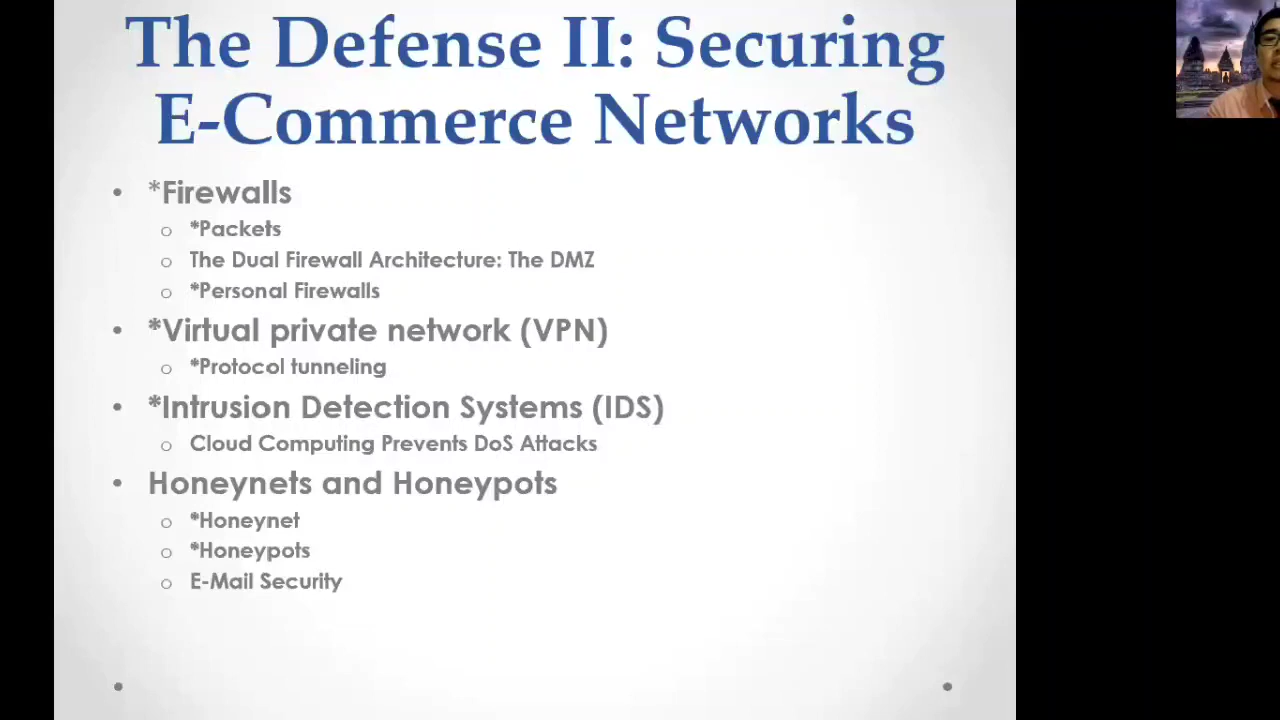 The Defense II: Securing
E-Commerce Networks
• *Firewalls
o *Packets
o The Dual Firewall Architecture: The DMZ
o *Personal Firewalls
• *Virtual private network (VPN)
o *Protocol tunneling
• *Intrusion Detection Systems (IDS)
o Cloud Computing Prevents DoS Attacks
• Honeynets and Honeypots
o *Honeynet
o *Honeypots
o E-Mail Security